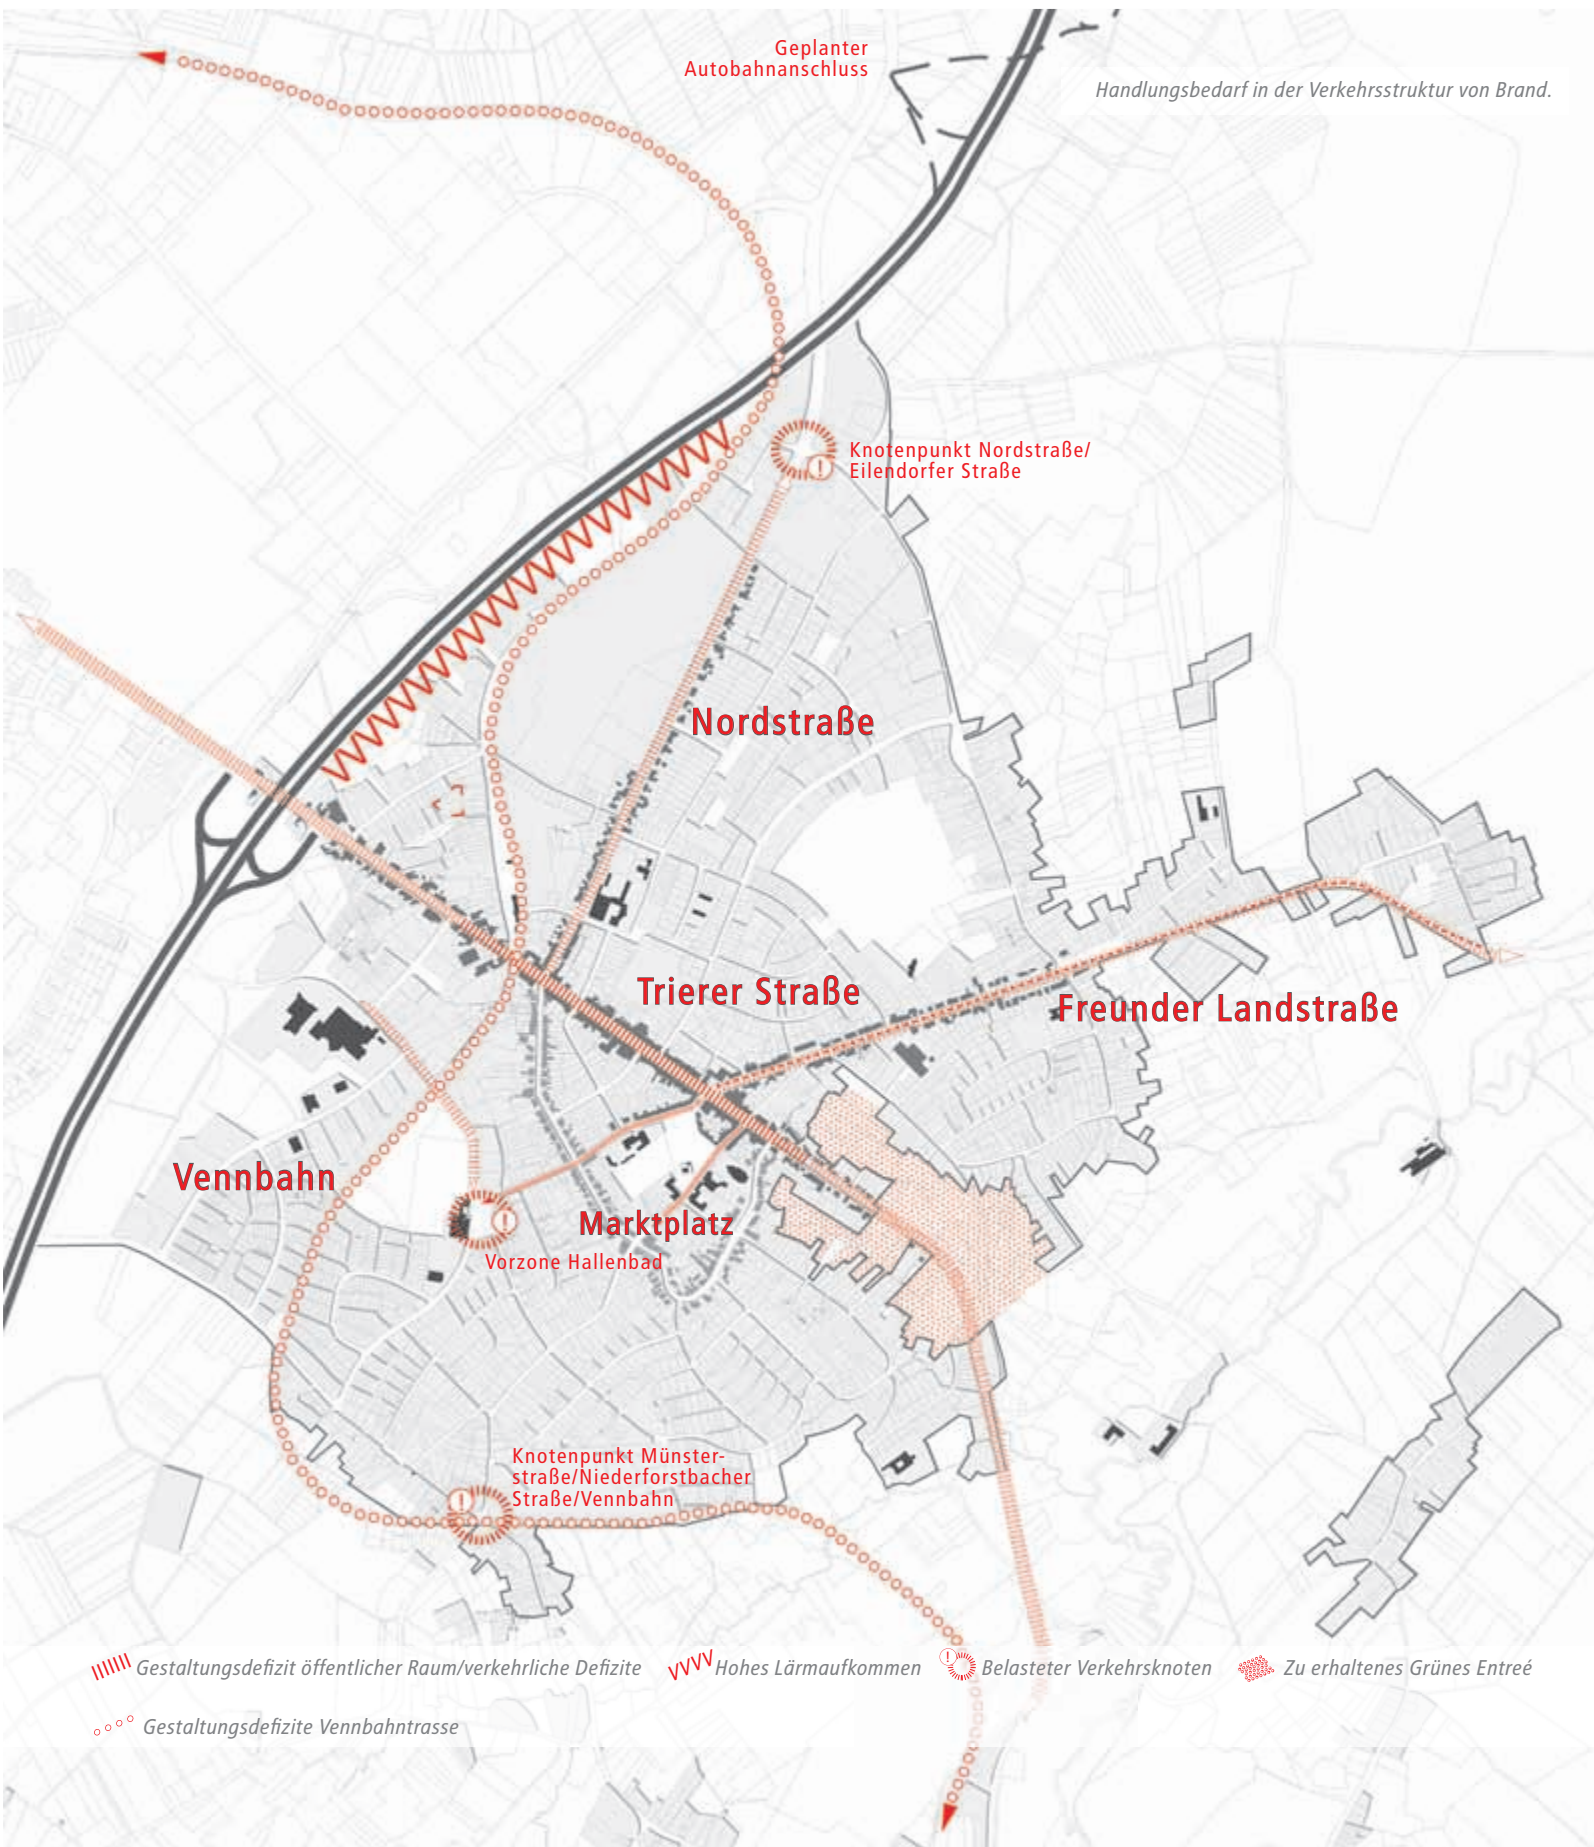 Geplanter
Autobahnanschluss
Handlungsbedarf in der Verkehrsstruktur von Brand.
Knotenpunkt Nordstraße/
Eilendorfer Straße
Nordstraße
Trierer Straße
Freunder Landstraße
Vennbahn
Marktplatz
Vorzone Hallenbad
Knotenpunkt Münster-
straße/Niederforstbacher
Straße/Vennbahn
Gestaltungsdefizit öffentlicher Raum/verkehrliche Defizite
Hohes Lärmaufkommen
Belasteter Verkehrsknoten
Zu erhaltenes Grünes Entreé
Gestaltungsdefizite Vennbahntrasse